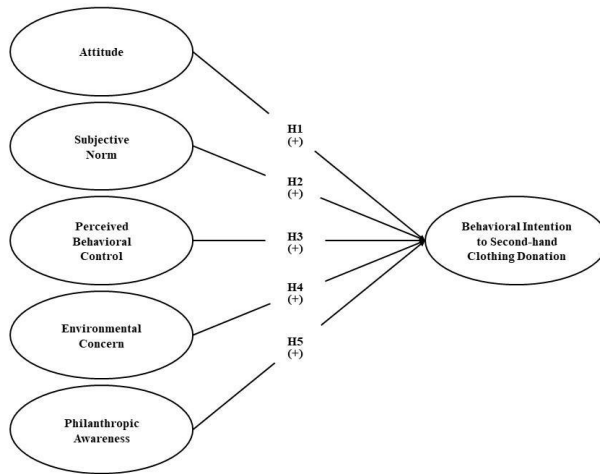 Attitude
Subjective
Norm
Perceived
Behavioral
Control
Environmental
Concern
Philanthropic
Awareness
H1
(+)
H2
(+)
H3
(+)
H4
(+)
H5
(+)
Behavioral Intention
to Second-hand
Clothing Donation